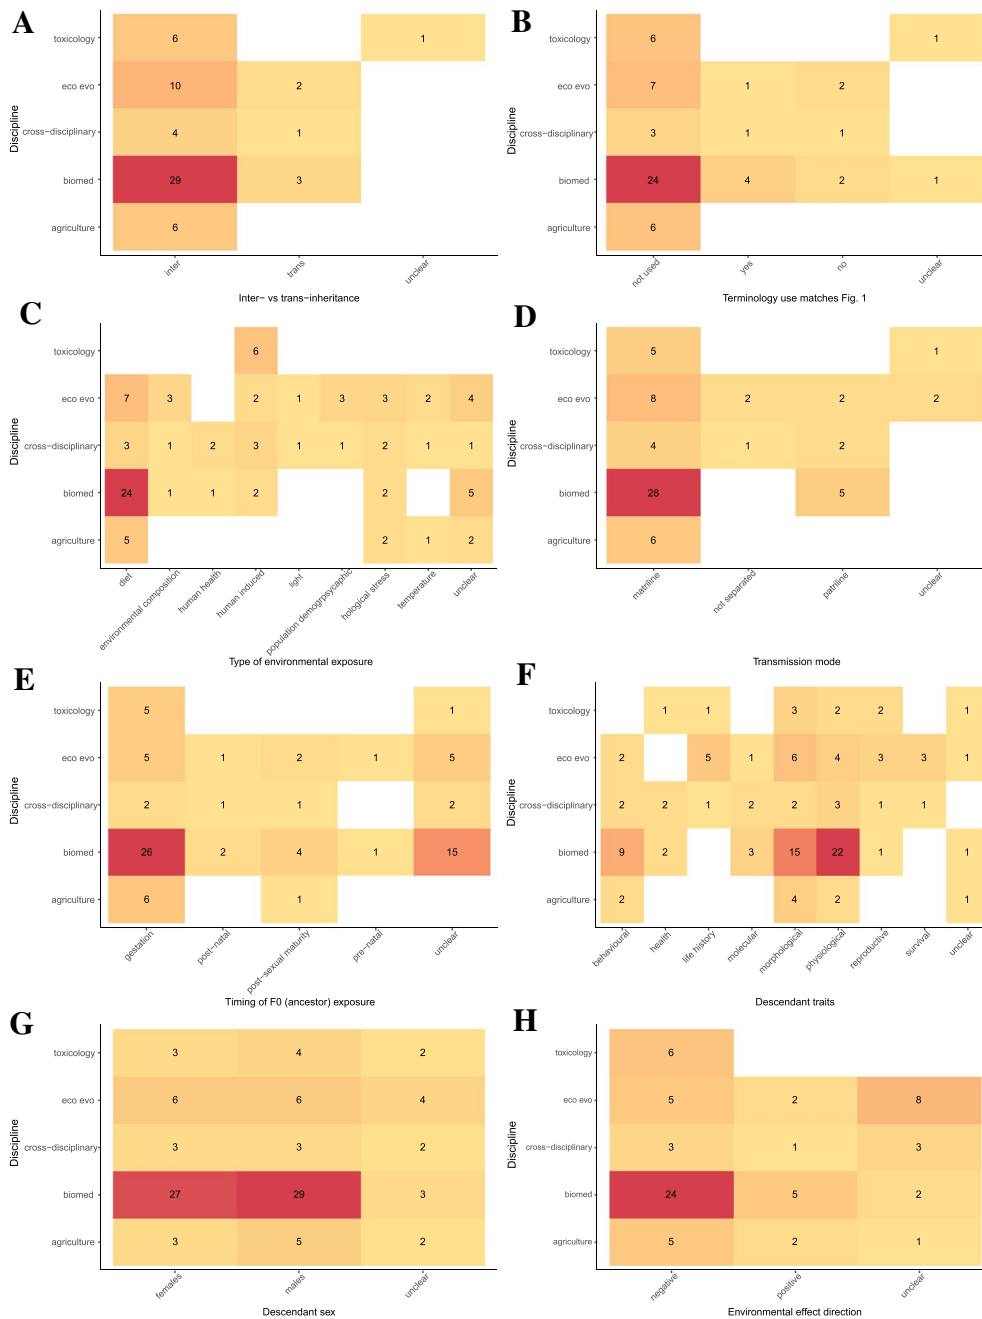 A
Discipline
toxicology 6 1
eco evo 10 2
cross−disciplinary 4 1
biomed 29 3
agriculture 6
inter trans unclear
Inter− vs trans−inheritance
B
Discipline
toxicology 6 1
eco evo 7 1 2
cross−disciplinary 3 1 1
biomed 24 4 2 1
agriculture 6
not used yes no unclear
Terminology use matches Fig. 1
C
Discipline
toxicology 6
eco evo 7 3 2 1 3 3 2 4
cross−disciplinary 3 1 2 3 1 1 2 1 1
biomed 24 1 1 2 2 5
agriculture 5 2 1 2
diet environmental composition human health human induced light population demogrpsycaphic hological stress temperature unclear
Type of environmental exposure
D
Discipline
toxicology 5 1
eco evo 8 2 2 2
cross−disciplinary 4 1 2
biomed 28 5
agriculture 6
matriline not separated patriline unclear
Transmission mode
E
Discipline
toxicology 5 1
eco evo 5 1 2 1 5
cross−disciplinary 2 1 1 2
biomed 26 2 4 1 15
agriculture 6 1
gestation post−natal post−sexual maturity pre−natal unclear
Timing of F0 (ancestor) exposure
F
Discipline
toxicology 1 1 3 2 2 1
eco evo 2 5 1 6 4 3 3 1
cross−disciplinary 2 2 1 2 2 3 1 1
biomed 9 2 3 15 22 1 1
agriculture 2 4 2 1
behavioural health life history molecular morphological physiological reproductive survival unclear
Descendant traits
G
Discipline
toxicology 3 4 2
eco evo 6 6 4
cross−disciplinary 3 3 2
biomed 27 29 3
agriculture 3 5 2
females males unclear
Descendant sex
H
Discipline
toxicology 6
eco evo 5 2 8
cross−disciplinary 3 1 3
biomed 24 5 2
agriculture 5 2 1
negative positive unclear
Environmental effect direction